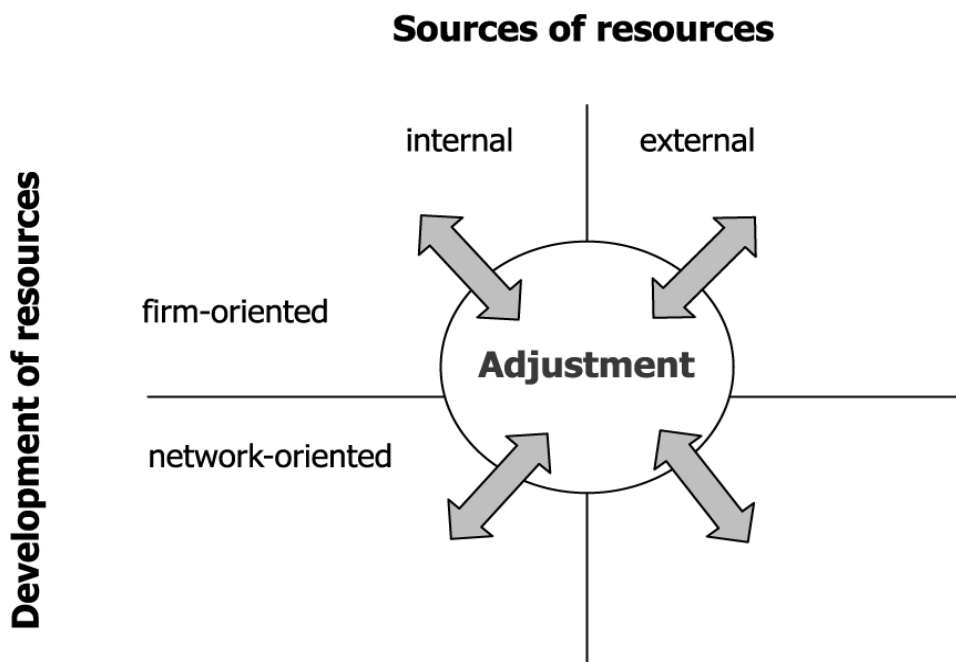 Sources of resources
internal
external
Development of resources
firm-oriented
Adjustment
network-oriented